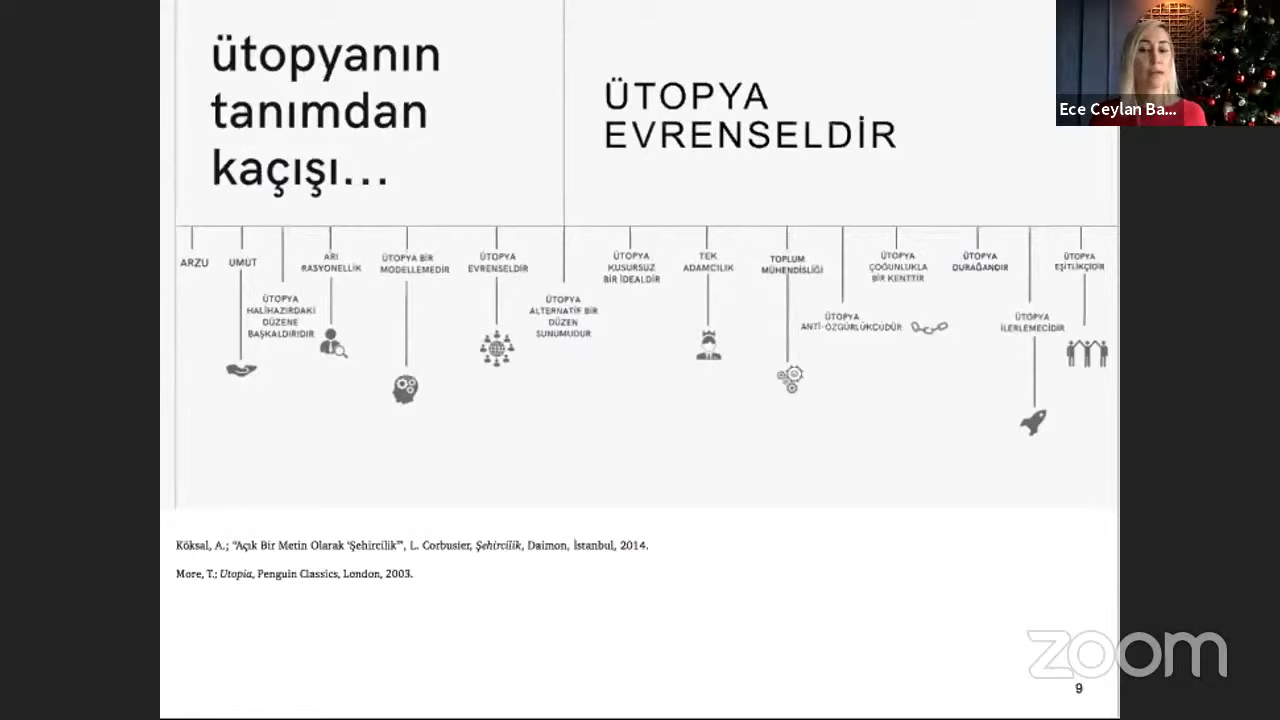 ütopyanın
tanımdan
kaçışı...
ÜTOPYA
EVRENSELDİR
Ece Ceylan Ba...
ARZU
UMUT
ÜTOPYA
HALİHAZIRDAKİ
DÜZENE
BAŞKALDIRIDIR
ARI
RASYONELLİK
ÜTOPYA BİR
MODELLEMEDİR
ÜTOPYA
EVRENSELDİR
ÜTOPYA
ALTERNATİF BİR
DÜZEN
SUNUMUDUR
ÜTOPYA
KUSURSUZ
BİR İDEALDİR
TEK
ADAMCILIK
TOPLUM
MÜHENDİSLİĞİ
ÜTOPYA
ANTİ-ÖZGÜRLÜKCÜDÜR
ÜTOPYA
ÇOĞUNLUKLA
BİR KENTTİR
ÜTOPYA
DURAĞANDIR
ÜTOPYA
İLERLEMECİDİR
ÜTOPYA
EŞİTLİKÇİDİR
Köksal, A.; "Açık Bir Metin Olarak 'Şehircilik'", L. Corbusier, Şehircilik, Daimon, İstanbul, 2014.
More, T.; Utopia, Penguin Classics, London, 2003.
zoom
9